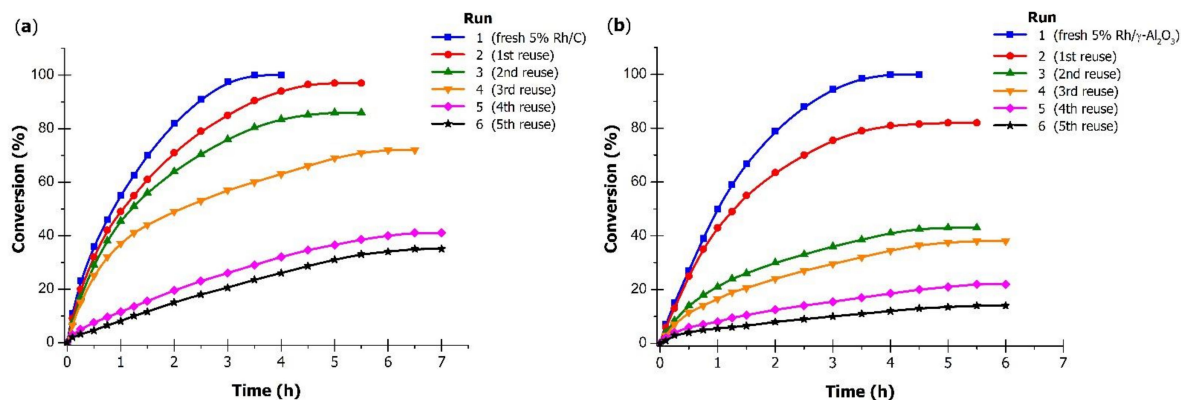 (a)
Run
1 (fresh 5% Rh/C)
2 (1st reuse)
3 (2nd reuse)
4 (3rd reuse)
5 (4th reuse)
6 (5th reuse)
Conversion (%)
100
80
60
40
20
0
0 1 2 3 4 5 6 7
Time (h)
(b)
Run
1 (fresh 5% Rh/γ-Al₂O₃)
2 (1st reuse)
3 (2nd reuse)
4 (3rd reuse)
5 (4th reuse)
6 (5th reuse)
Conversion (%)
100
80
60
40
20
0
0 1 2 3 4 5 6 7
Time (h)